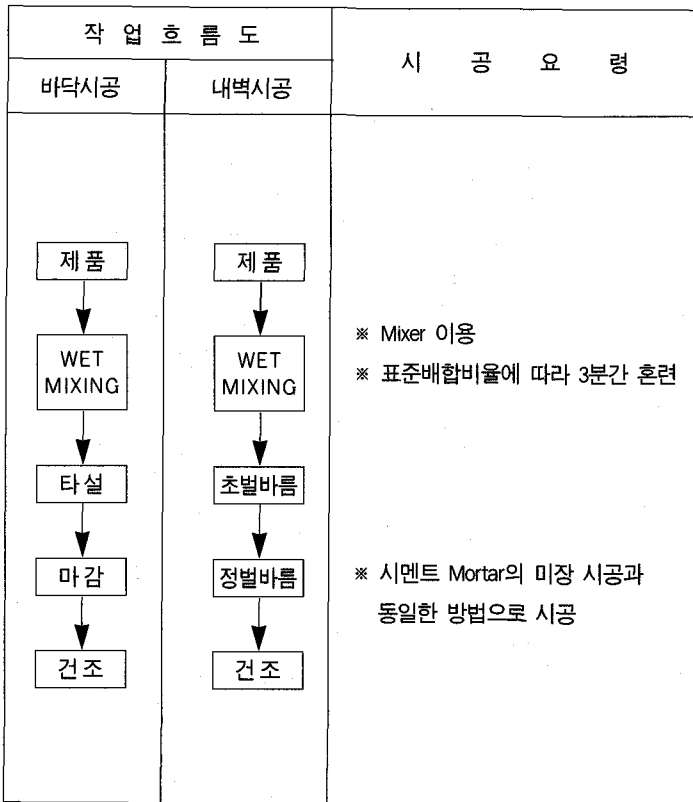 작 업 흐 름 도
시 공 요 령
바닥시공
내벽시공
제 품
제 품
WET
MIXING
WET
MIXING
※ Mixer 이용
※ 표준배합비율에 따라 3분간 혼련
타 설
초벌바름
마 감
정벌바름
※ 시멘트 Mortar의 미장 시공과
동일한 방법으로 시공
건 조
건 조